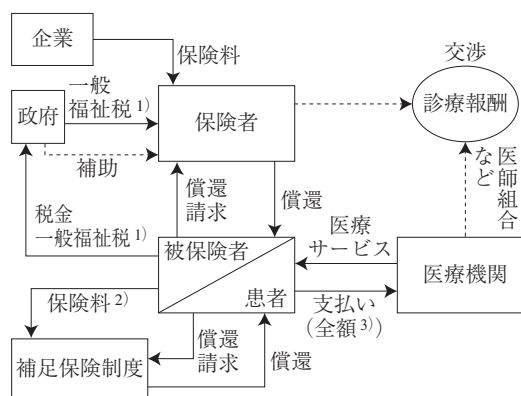 企業
保険料
交渉
診療報酬
一般
福祉税1)
政府
保険者
補助
医師組合
など
償還
請求
償還
税金
一般福祉税1)
医療
サービス
被保険者
患者
医療機関
保険料2)
支払い
(全額3))
償還
請求
償還
補足保険制度